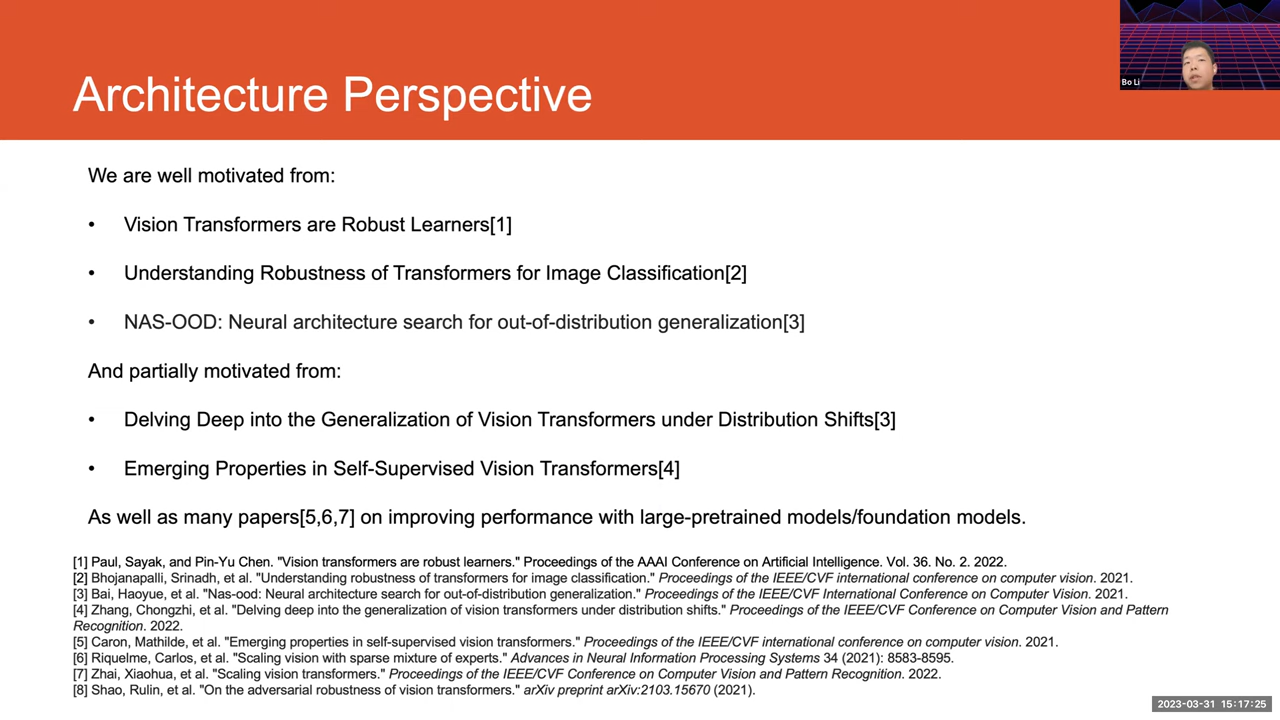 Architecture Perspective
Bo Li
We are well motivated from:
• Vision Transformers are Robust Learners[1]
• Understanding Robustness of Transformers for Image Classification[2]
• NAS-OOD: Neural architecture search for out-of-distribution generalization[3]
And partially motivated from:
• Delving Deep into the Generalization of Vision Transformers under Distribution Shifts[3]
• Emerging Properties in Self-Supervised Vision Transformers[4]
As well as many papers[5,6,7] on improving performance with large-pretrained models/foundation models.
[1] Paul, Sayak, and Pin-Yu Chen. "Vision transformers are robust learners." Proceedings of the AAAI Conference on Artificial Intelligence. Vol. 36. No. 2. 2022.
[2] Bhojanapalli, Srinadh, et al. "Understanding robustness of transformers for image classification." Proceedings of the IEEE/CVF international conference on computer vision. 2021.
[3] Bai, Haoyue, et al. "Nas-ood: Neural architecture search for out-of-distribution generalization." Proceedings of the IEEE/CVF International Conference on Computer Vision. 2021.
[4] Zhang, Chongzhi, et al. "Delving deep into the generalization of vision transformers under distribution shifts." Proceedings of the IEEE/CVF Conference on Computer Vision and Pattern
Recognition. 2022.
[5] Caron, Mathilde, et al. "Emerging properties in self-supervised vision transformers." Proceedings of the IEEE/CVF international conference on computer vision. 2021.
[6] Riquelme, Carlos, et al. "Scaling vision with sparse mixture of experts." Advances in Neural Information Processing Systems 34 (2021): 8583-8595.
[7] Zhai, Xiaohua, et al. "Scaling vision transformers." Proceedings of the IEEE/CVF Conference on Computer Vision and Pattern Recognition. 2022.
[8] Shao, Rulin, et al. "On the adversarial robustness of vision transformers." arXiv preprint arXiv:2103.15670 (2021).
2023-03-31 15:17:25